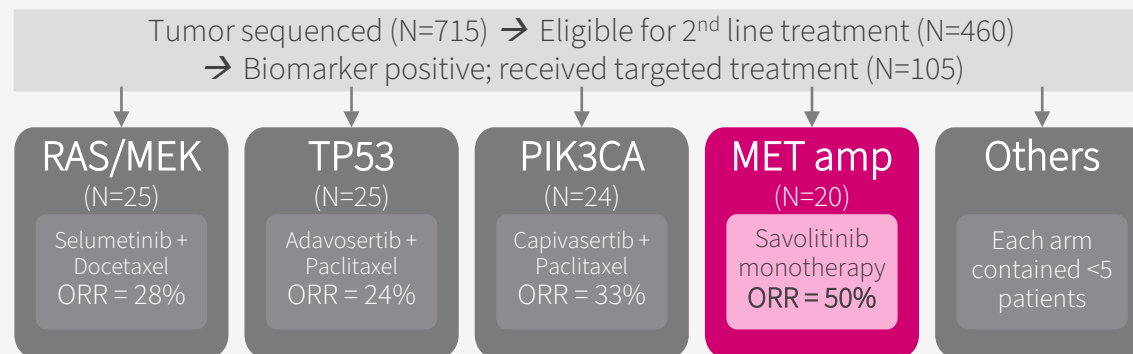 Tumor sequenced (N=715) → Eligible for 2nd line treatment (N=460)
→ Biomarker positive; received targeted treatment (N=105)
RAS/MEK
(N=25)
Selumetinib +
Docetaxel
ORR = 28%
TP53
(N=25)
Adavosertib +
Paclitaxel
ORR = 24%
PIK3CA
(N=24)
Capivasertib +
Paclitaxel
ORR = 33%
MET amp
(N=20)
Savolitinib
monotherapy
ORR = 50%
Others
Each arm
contained <5
patients